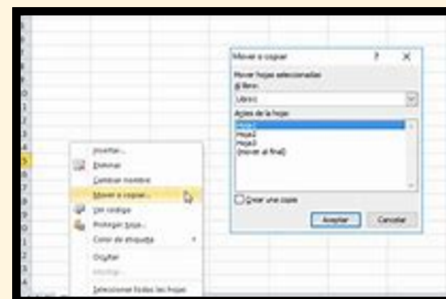 Insertar...
Eliminar
Cambiar nombre
Mover o copiar...
Ver código
Proteger hoja...
Color de etiqueta
Ocultar
Mostrar...
Seleccionar todas las hojas
Mover o copiar
?
X
Mover hojas seleccionadas
Al libro:
Libro1
Antes de la hoja:
Hoja1
Hoja2
Hoja3
(mover al final)
Crear una copia
Aceptar
Cancelar